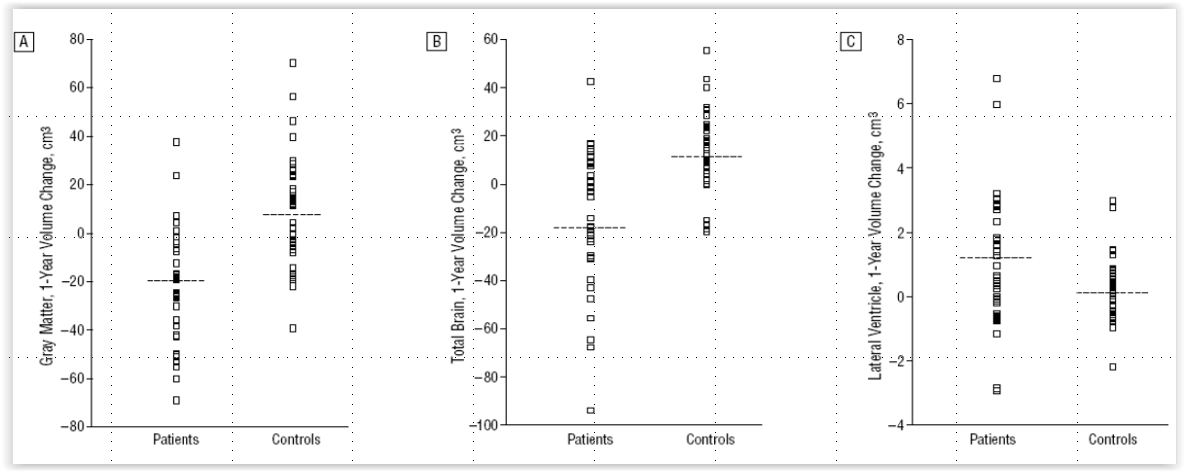 A
Gray Matter, 1-Year Volume Change, cm³
80
60
40
20
0
−20
−40
−60
−80
Patients
Controls
B
Total Brain, 1-Year Volume Change, cm³
60
40
20
0
−20
−40
−60
−80
−100
Patients
Controls
C
Lateral Ventricle, 1-Year Volume Change, cm³
8
6
4
2
0
−2
−4
Patients
Controls